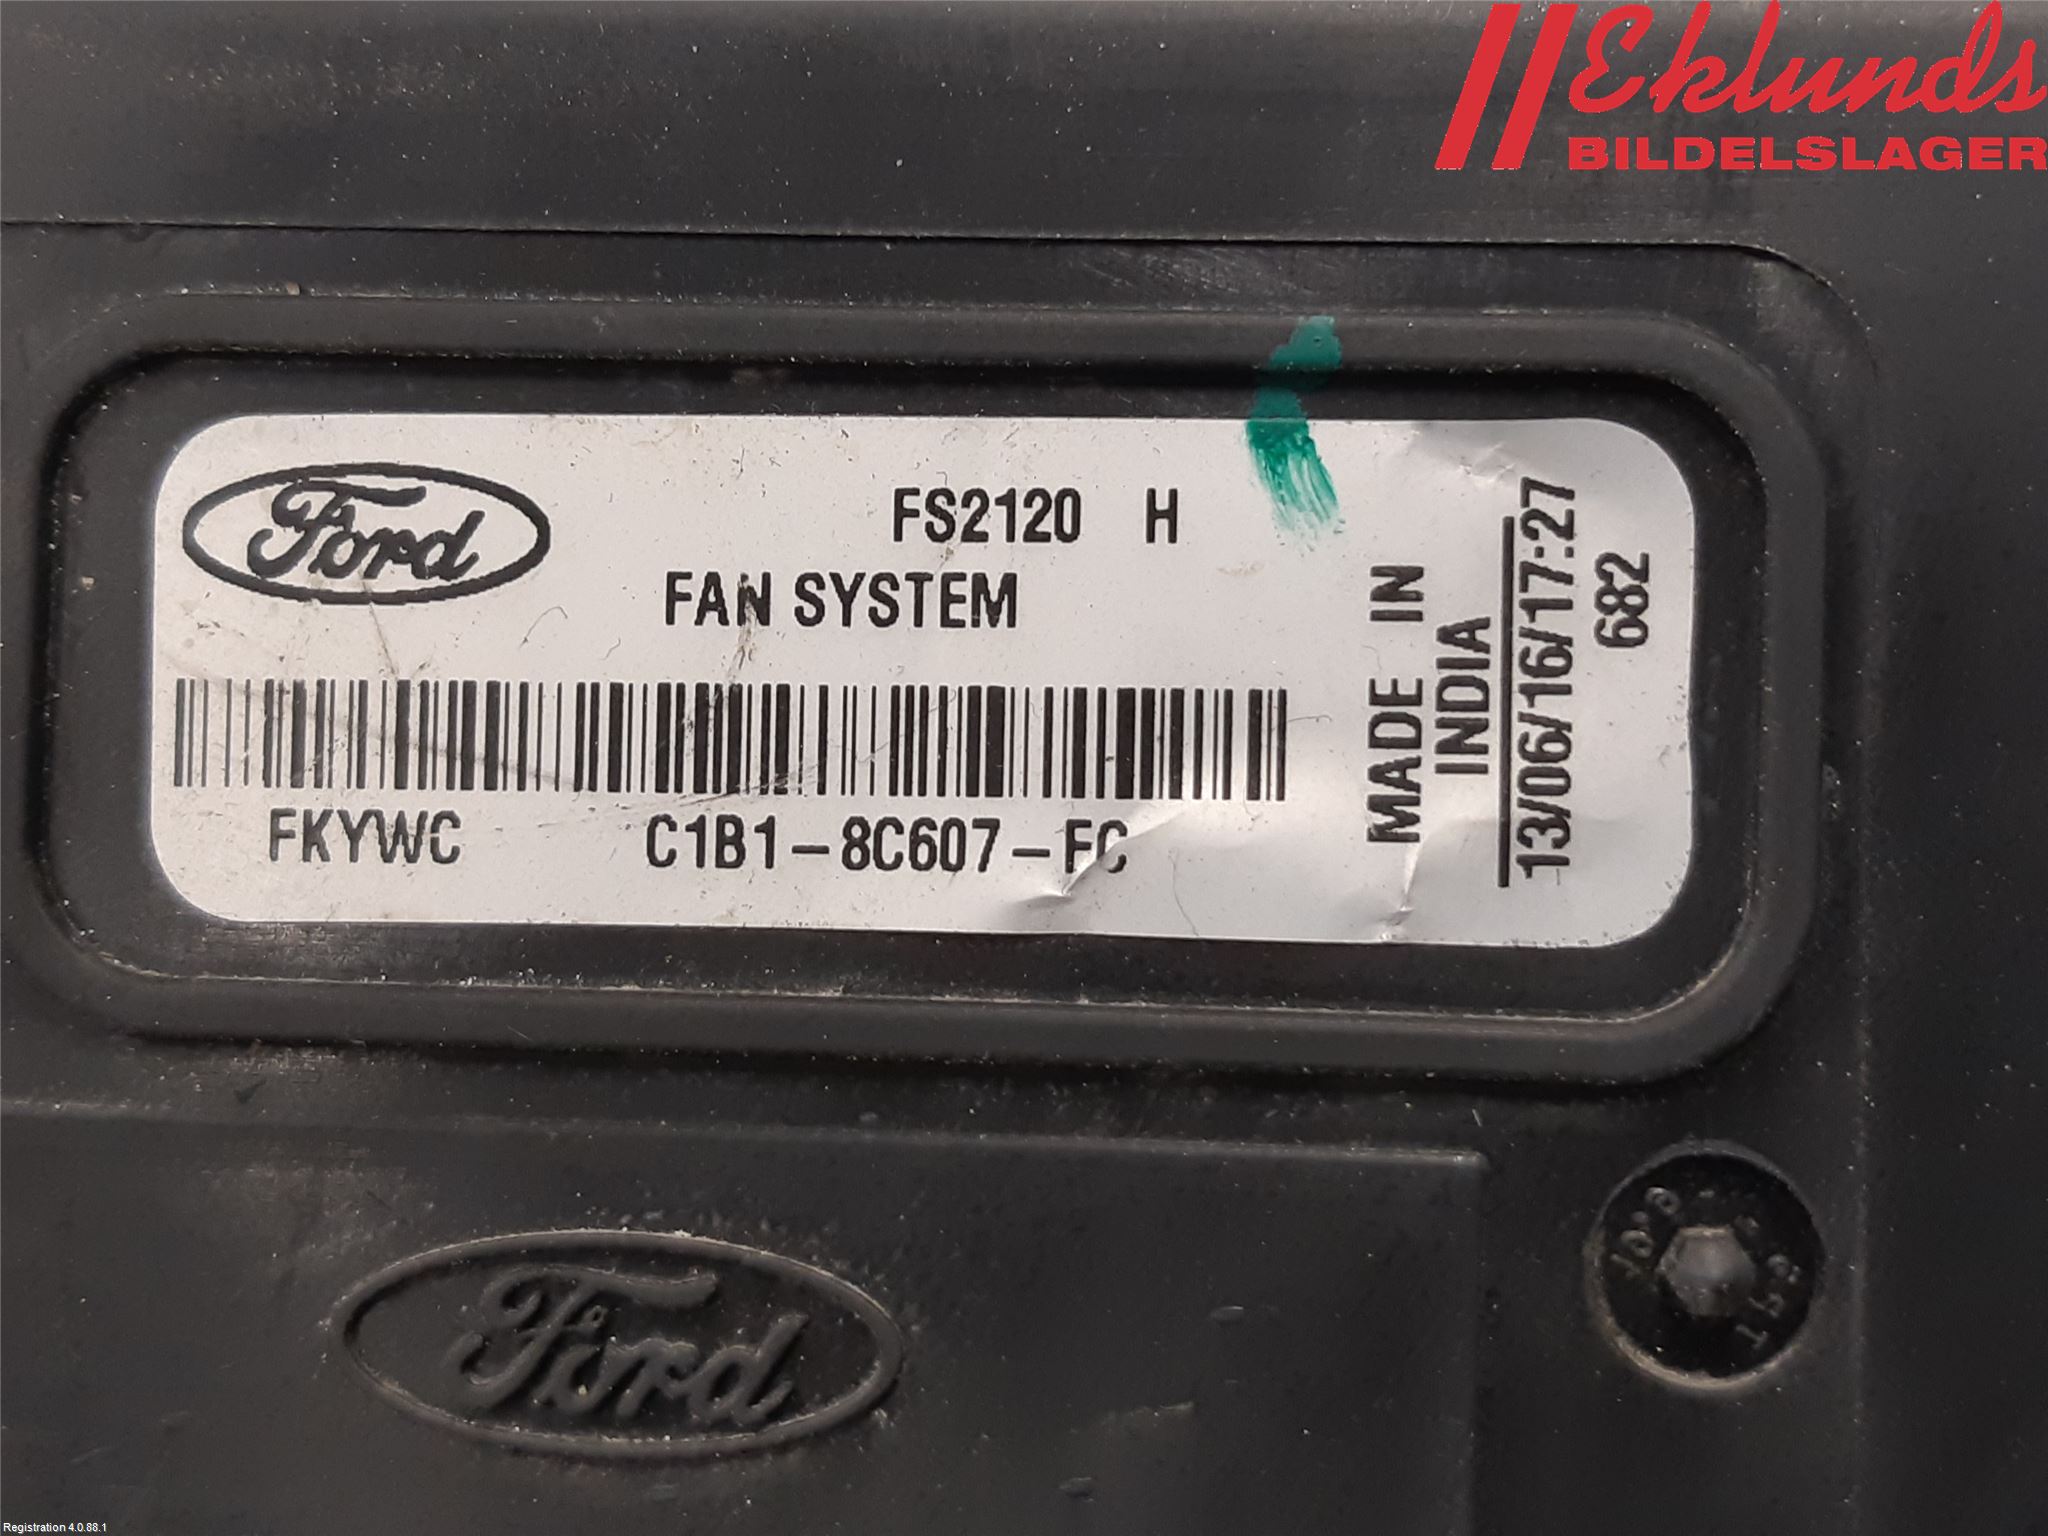 Eklunds
BILDELSLAGER
Ford
FS2120 H
FAN SYSTEM
FKYWC C1B1-8C607-FC
MADE IN
INDIA
13/06/16/17:27
682
Ford
Registration 4.0.88.1